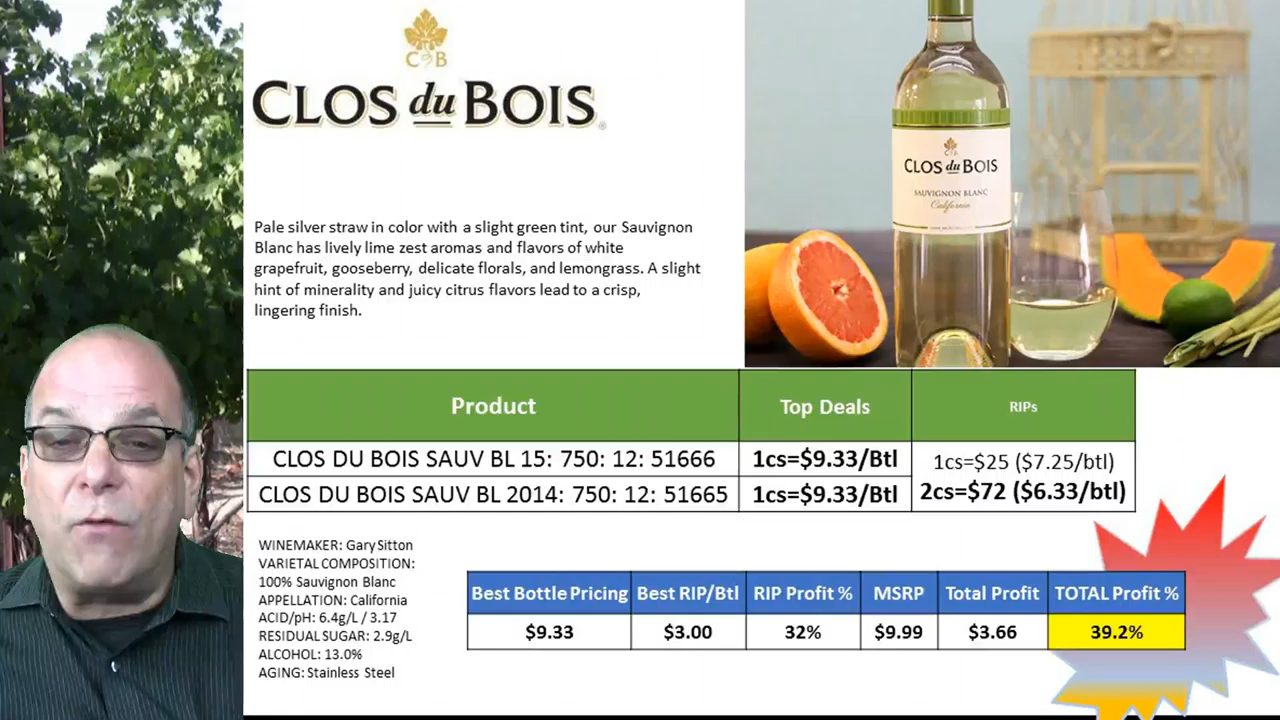 C B
CLOS du BOIS
Pale silver straw in color with a slight green tint, our Sauvignon
Blanc has lively lime zest aromas and flavors of white
grapefruit, gooseberry, delicate florals, and lemongrass. A slight
hint of minerality and juicy citrus flavors lead to a crisp,
lingering finish.
CLOS du BOIS
SAUVIGNON BLANC
California
Product Top Deals RIPs
CLOS DU BOIS SAUV BL 15: 750: 12: 51666 1cs=$9.33/Btl 1cs=$25 ($7.25/btl)
CLOS DU BOIS SAUV BL 2014: 750: 12: 51665 1cs=$9.33/Btl 2cs=$72 ($6.33/btl)
WINEMAKER: Gary Sitton
VARIETAL COMPOSITION:
100% Sauvignon Blanc
APPELLATION: California
ACID/pH: 6.4g/L / 3.17
RESIDUAL SUGAR: 2.9g/L
ALCOHOL: 13.0%
AGING: Stainless Steel
Best Bottle Pricing Best RIP/Btl RIP Profit % MSRP Total Profit TOTAL Profit %
$9.33 $3.00 32% $9.99 $3.66 39.2%